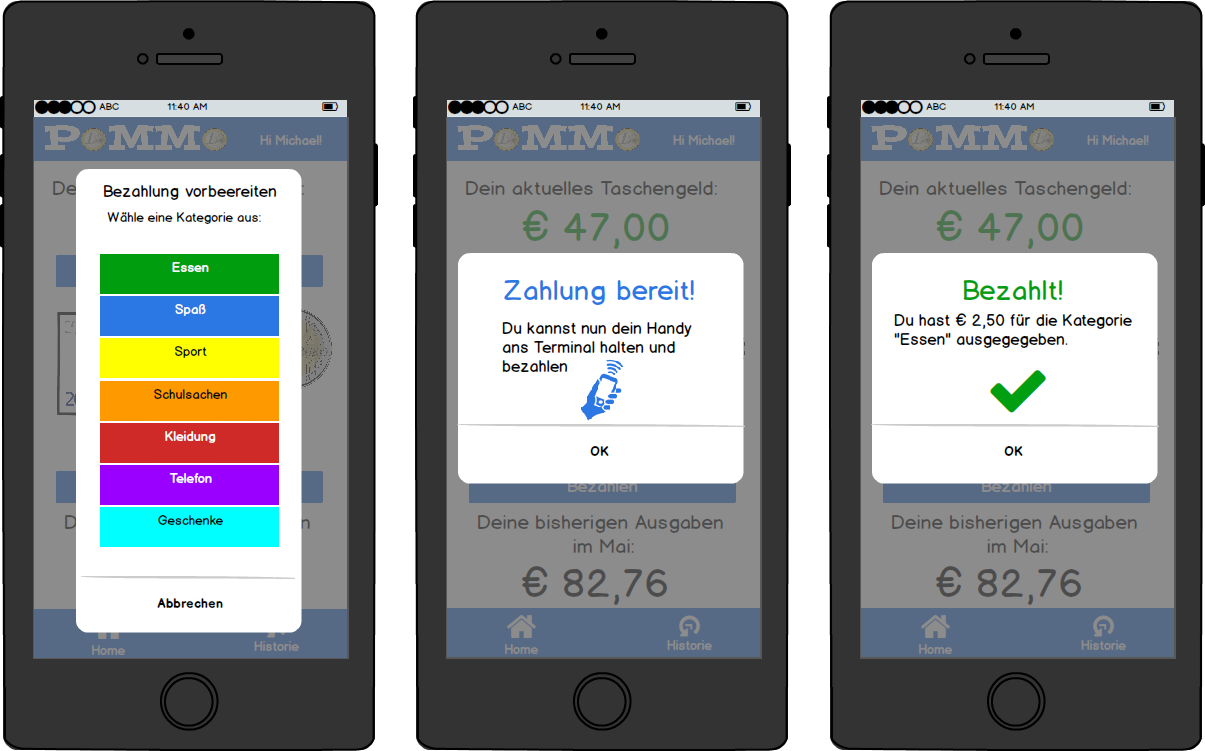 ABC 11:40 AM
POMMO Hi Michael!
De
:
Bezahlung vorbeereiten
Wähle eine Kategorie aus:
Essen
Spaß
Sport
Schulsachen
Kleidung
Telefon
Geschenke
Abbrechen
20
D
n
Home
Historie
ABC 11:40 AM
POMMO Hi Michael!
Dein aktuelles Taschengeld:
€ 47,00
Zahlung bereit!
Du kannst nun dein Handy
ans Terminal halten und
bezahlen
OK
Bezahlen
Deine bisherigen Ausgaben
im Mai:
€ 82,76
Home
Historie
ABC 11:40 AM
POMMO Hi Michael!
Dein aktuelles Taschengeld:
€ 47,00
Bezahlt!
Du hast € 2,50 für die Kategorie
"Essen" ausgegegeben.
OK
Bezahlen
Deine bisherigen Ausgaben
im Mai:
€ 82,76
Home
Historie